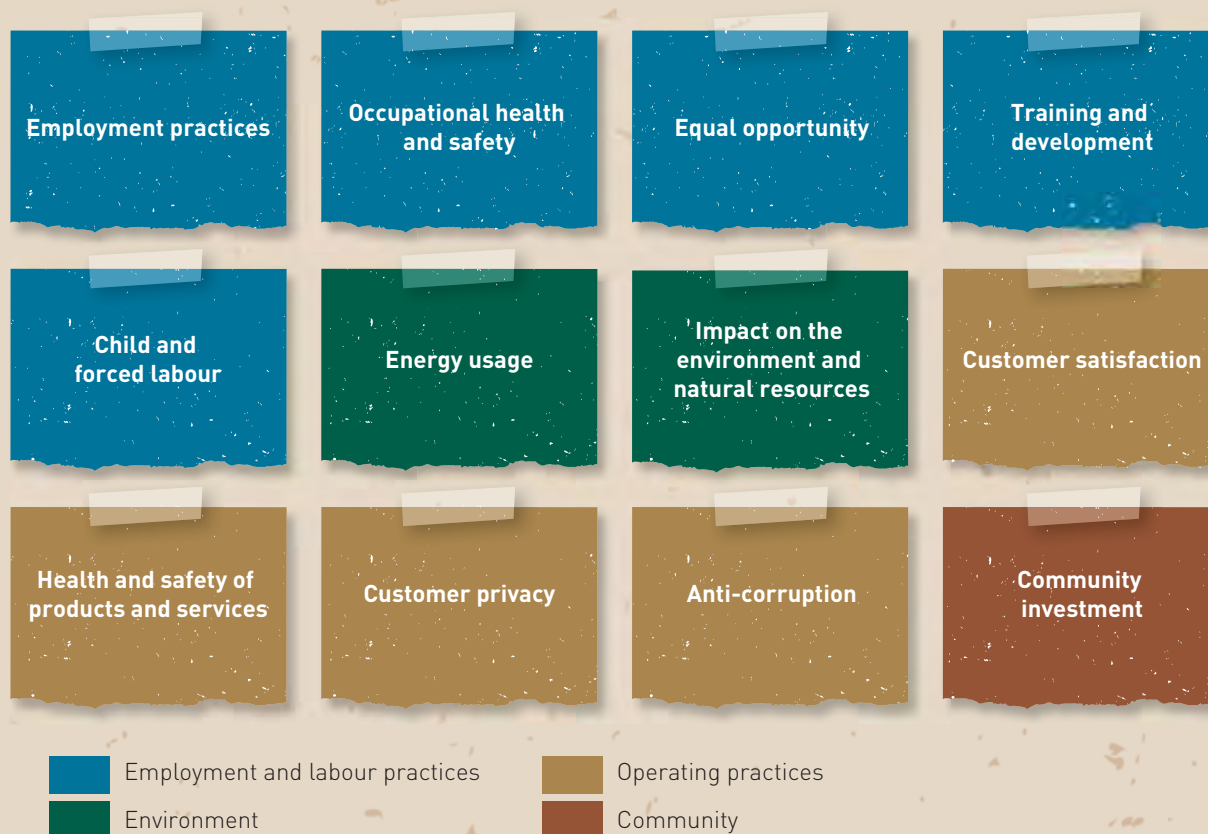 Employment practices
Occupational health
and safety
Equal opportunity
Training and
development
Child and
forced labour
Energy usage
Impact on the
environment and
natural resources
Customer satisfaction
Health and safety of
products and services
Customer privacy
Anti-corruption
Community
investment
Employment and labour practices
Operating practices
Environment
Community